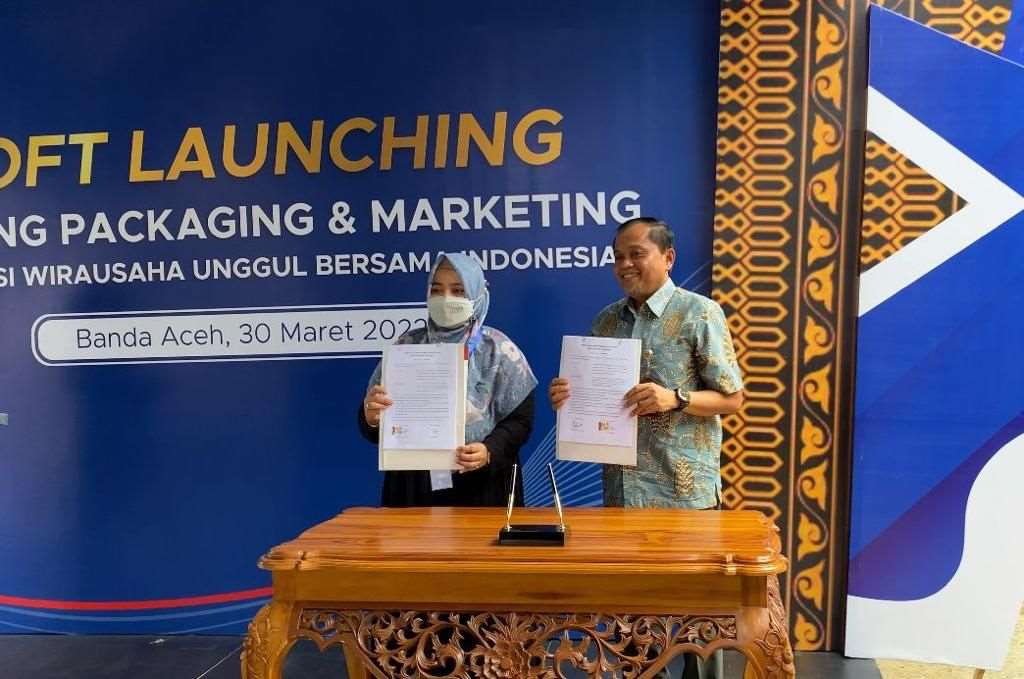 OFT LAUNCHING
NG PACKAGING & MARKETING
SI WIRAUSAHA UNGGUL BERSAMA INDONESIA
Banda Aceh, 30 Maret 2022